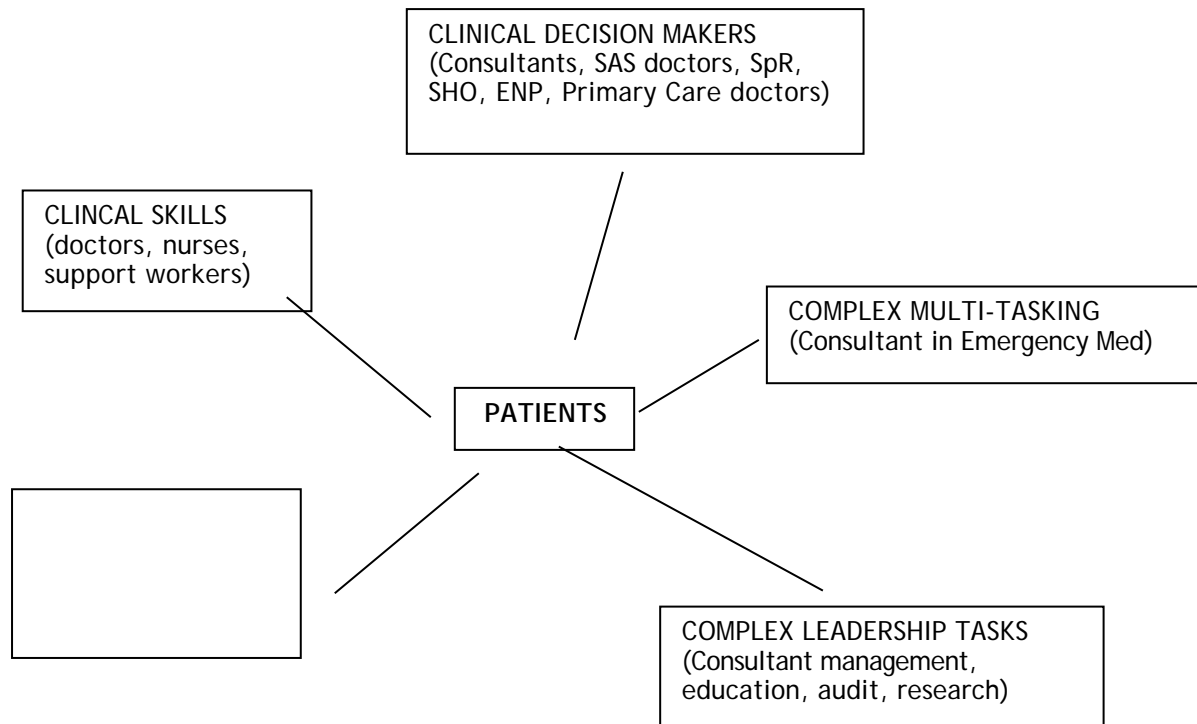 CLINICAL DECISION MAKERS
(Consultants, SAS doctors, SpR,
SHO, ENP, Primary Care doctors)
CLINCAL SKILLS
(doctors, nurses,
support workers)
COMPLEX MULTI-TASKING
(Consultant in Emergency Med)
PATIENTS
COMPLEX LEADERSHIP TASKS
(Consultant management,
education, audit, research)